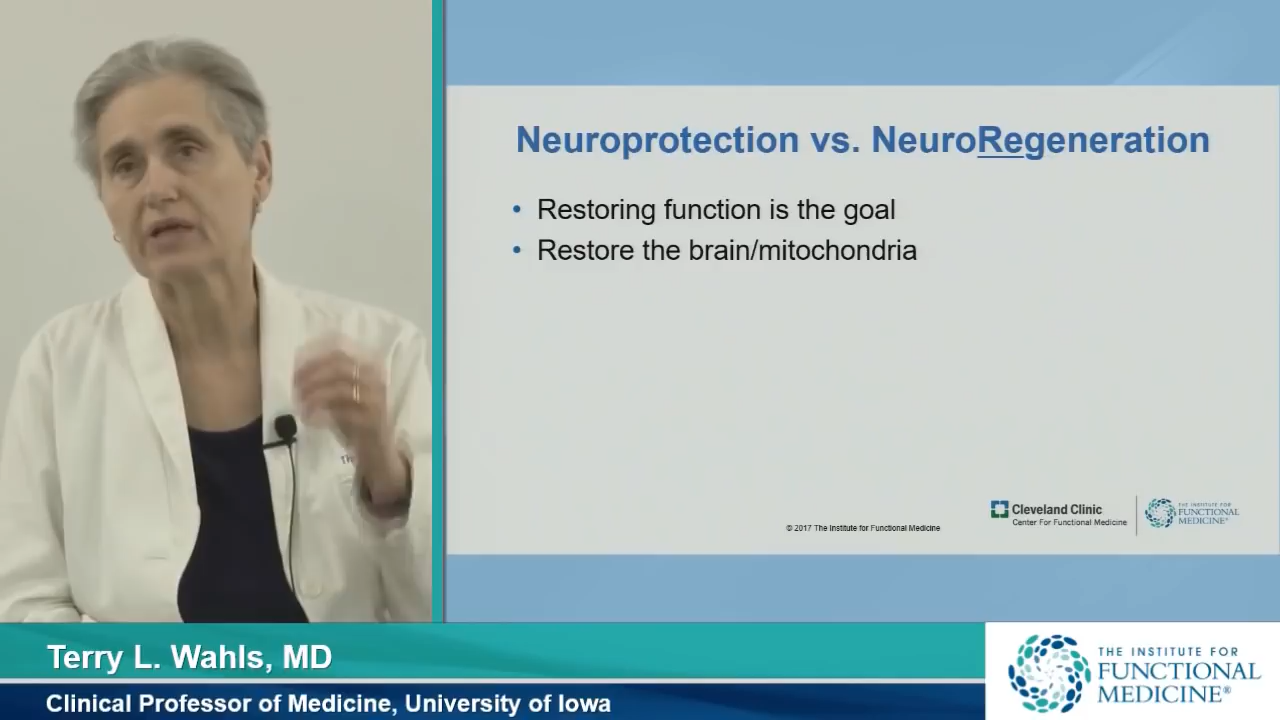 Neuroprotection vs. NeuroRegeneration
• Restoring function is the goal
• Restore the brain/mitochondria
© 2017 The Institute for Functional Medicine
Cleveland Clinic
Center For Functional Medicine
THE INSTITUTE FOR
FUNCTIONAL
MEDICINE®
Terry L. Wahls, MD
Clinical Professor of Medicine, University of Iowa
THE INSTITUTE FOR
FUNCTIONAL
MEDICINE®